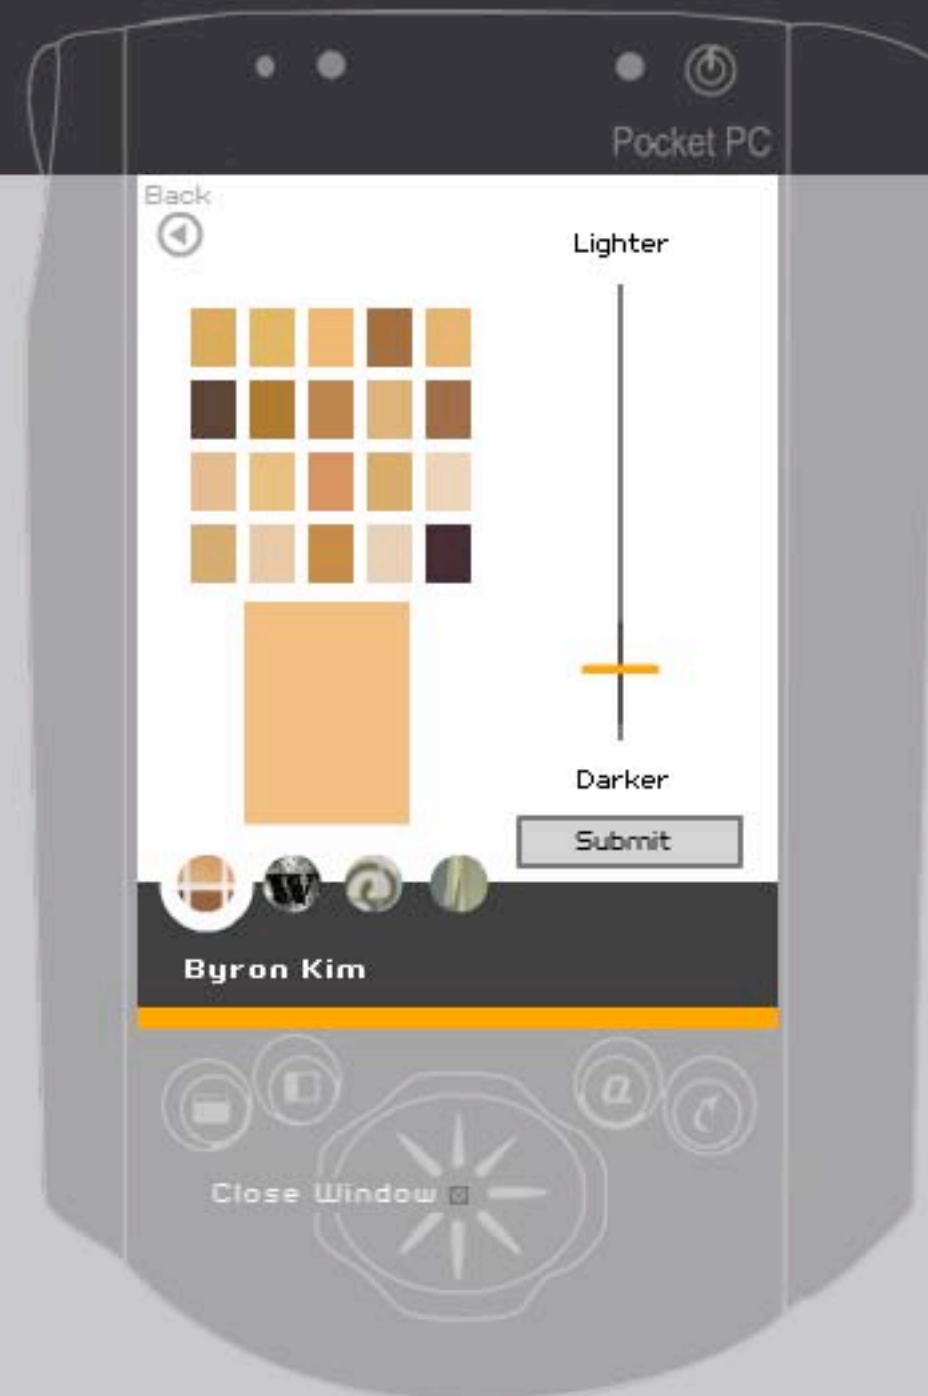 Pocket PC
Back
Lighter
Darker
Submit
W
Byron Kim
a
Close Window